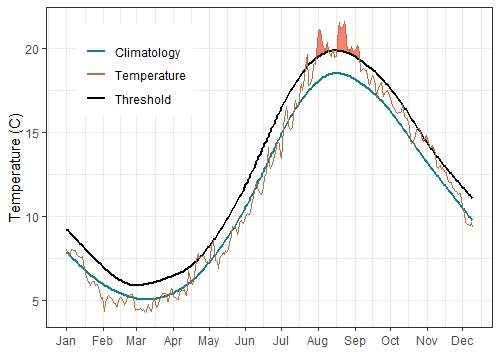 Climatology
Temperature
Threshold
Temperature (C)
20
15
10
5
Jan Feb Mar Apr May Jun Jul Aug Sep Oct Nov Dec